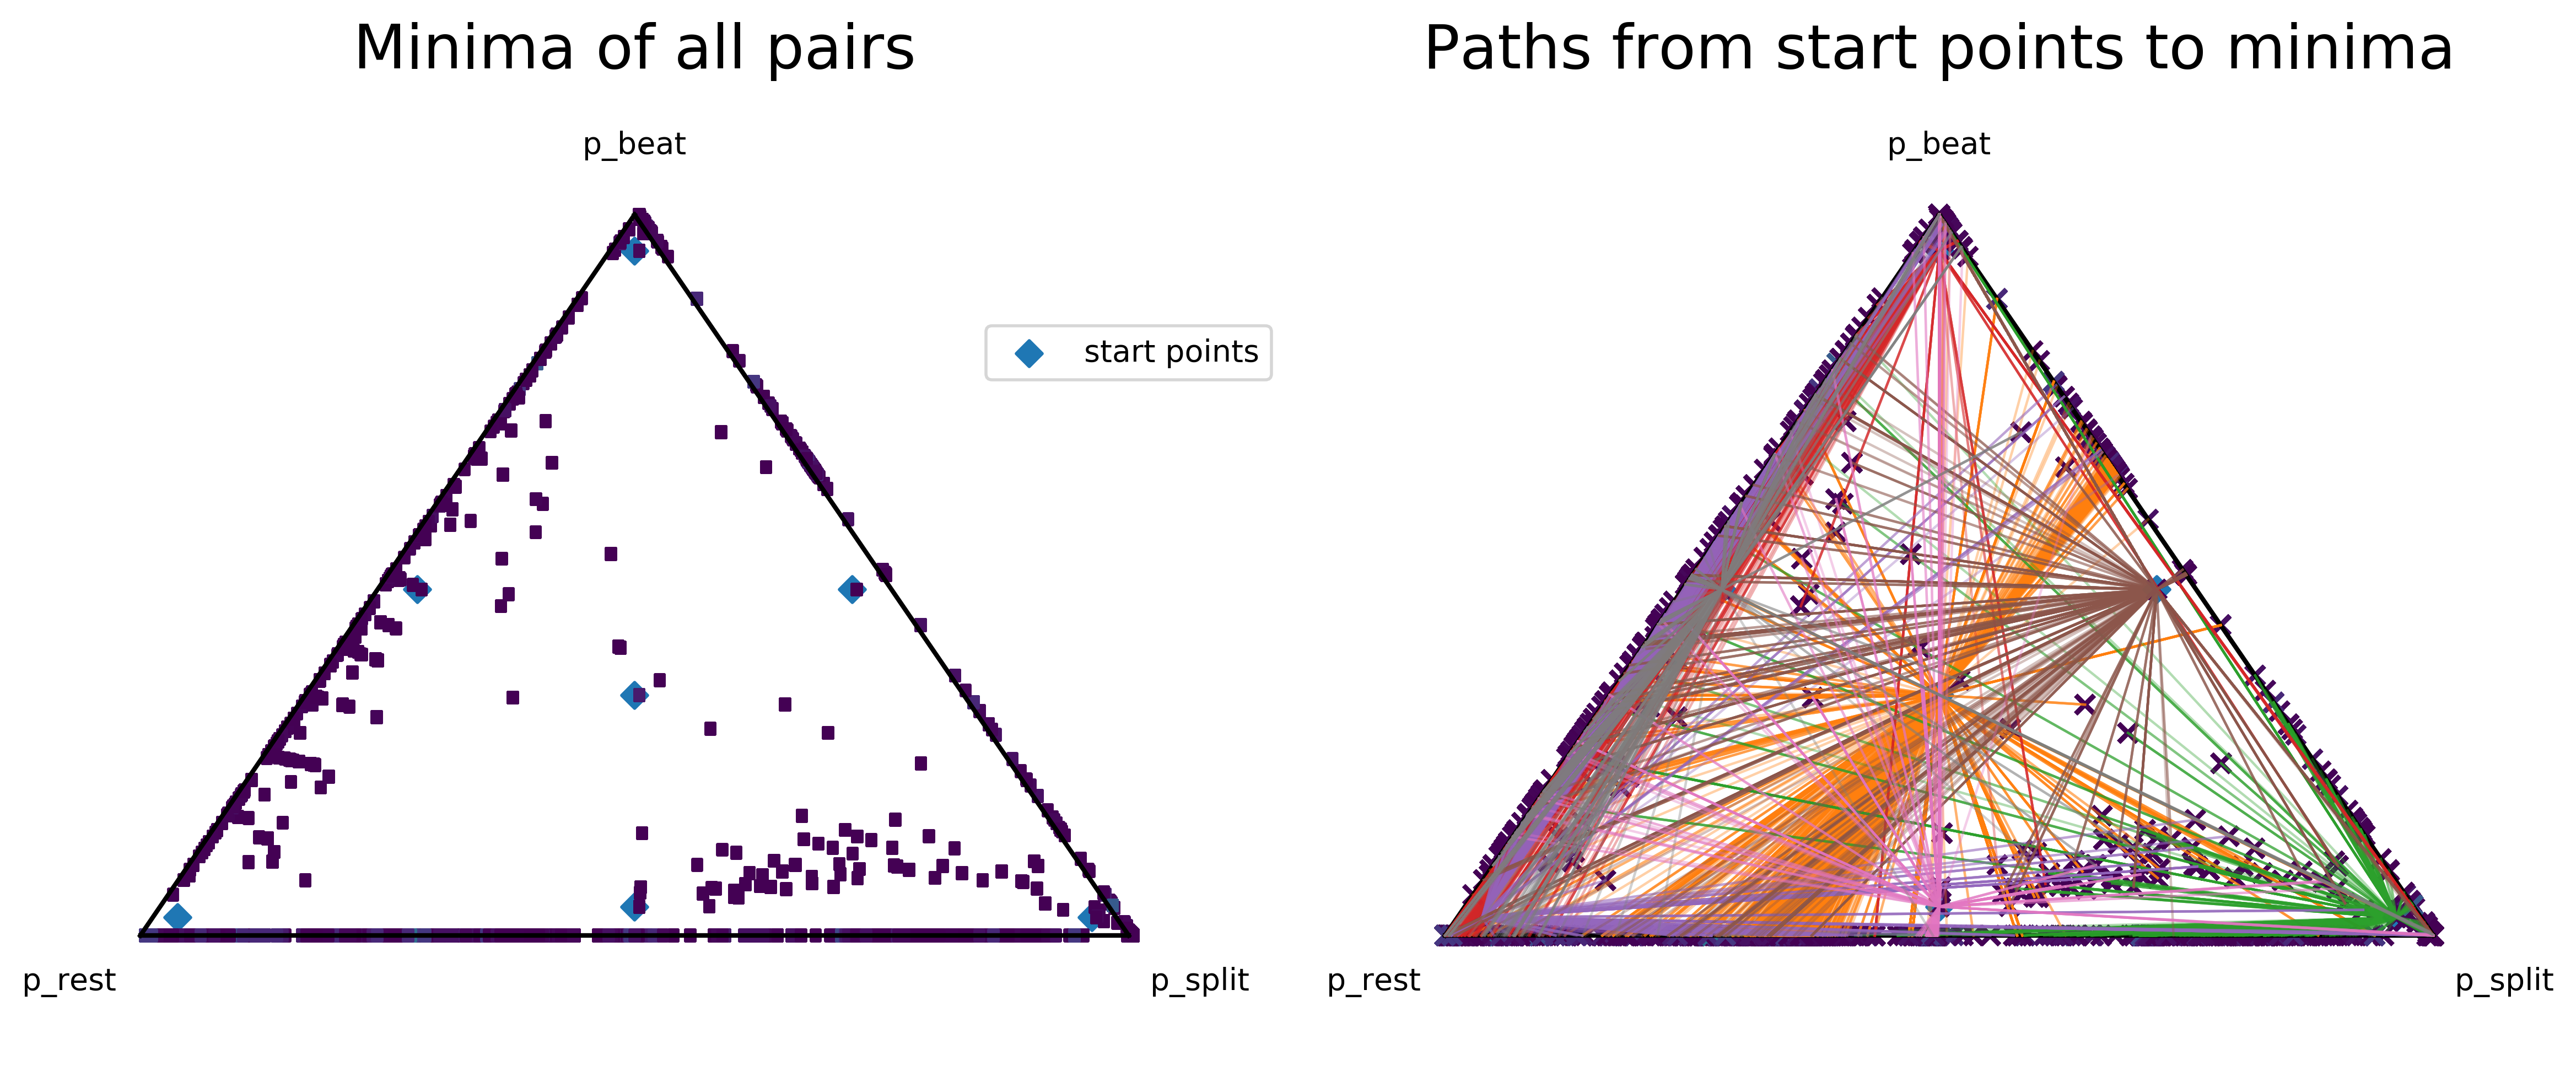 Minima of all pairs
Paths from start points to minima
p_beat
p_beat
start points
p_rest
p_split
p_rest
p_split